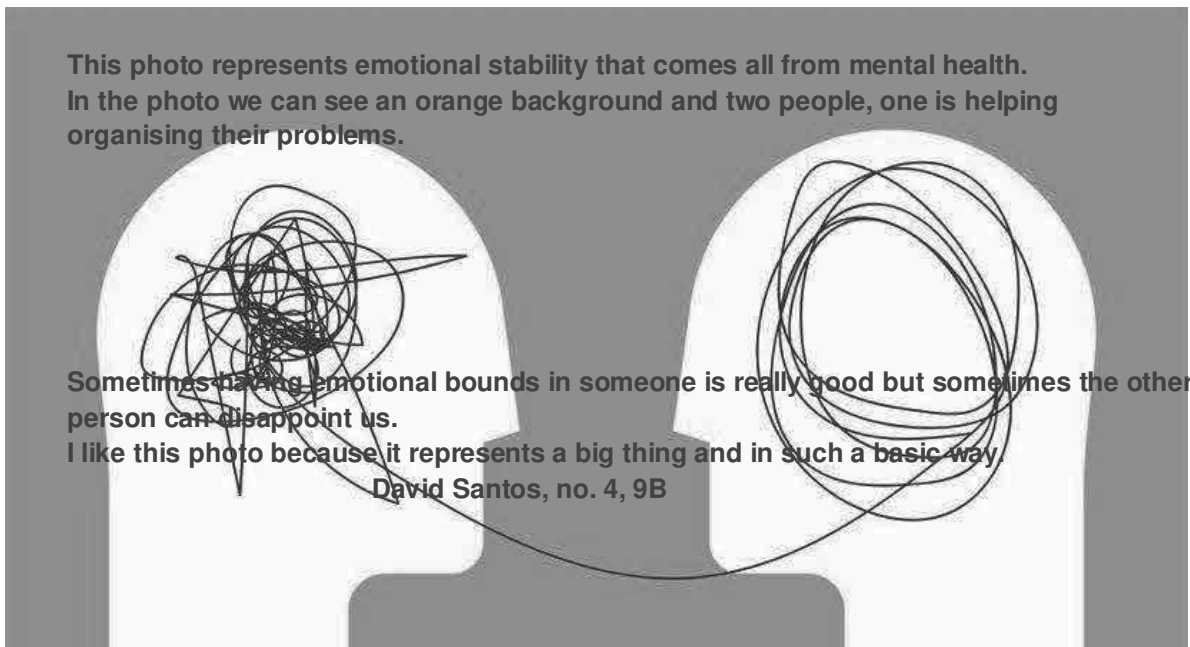 This photo represents emotional stability that comes all from mental health.
In the photo we can see an orange background and two people, one is helping
organising their problems.
Sometimes having emotional bounds in someone is really good but sometimes the other
person can disappoint us.
I like this photo because it represents a big thing and in such a basic way.
David Santos, no. 4, 9B